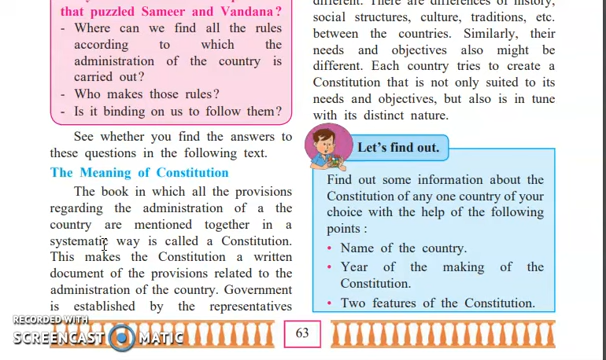 that puzzled Sameer and Vandana?
- Where can we find all the rules
according to which the
administration of the country is
carried out?
- Who makes those rules?
- Is it binding on us to follow them?
See whether you find the answers to
these questions in the following text.
The Meaning of Constitution
The book in which all the provisions
regarding the administration of a the
country are mentioned together in a
systematic way is called a Constitution.
This makes the Constitution a written
document of the provisions related to the
administration of the country. Government
is established by the representatives
social structures, culture, traditions, etc.
between the countries. Similarly, their
needs and objectives also might be
different. Each country tries to create a
Constitution that is not only suited to its
needs and objectives, but also is in tune
with its distinct nature.
Let's find out.
Find out some information about the
Constitution of any one country of your
choice with the help of the following
points :
• Name of the country.
• Year of the making of the
Constitution.
• Two features of the Constitution.
63
RECORDED WITH
SCREENCAST MATIC